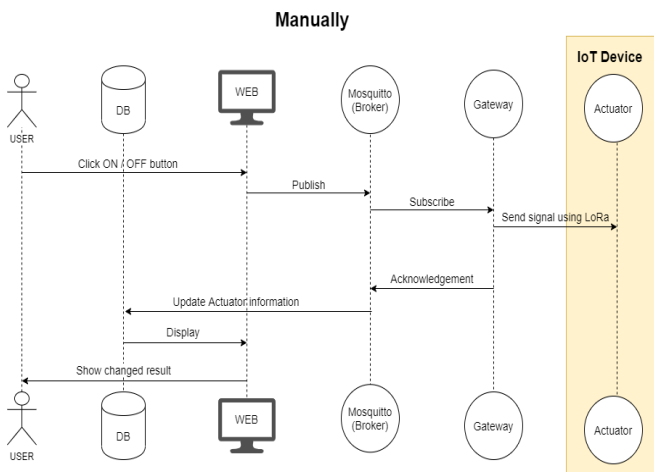 Manually
IoT Device
USER
DB
WEB
Mosquitto
(Broker)
Gateway
Actuator
Click ON / OFF button
Publish
Subscribe
Send signal using LoRa
Acknowledgement
Update Actuator information
Display
Show changed result
USER
DB
WEB
Mosquitto
(Broker)
Gateway
Actuator